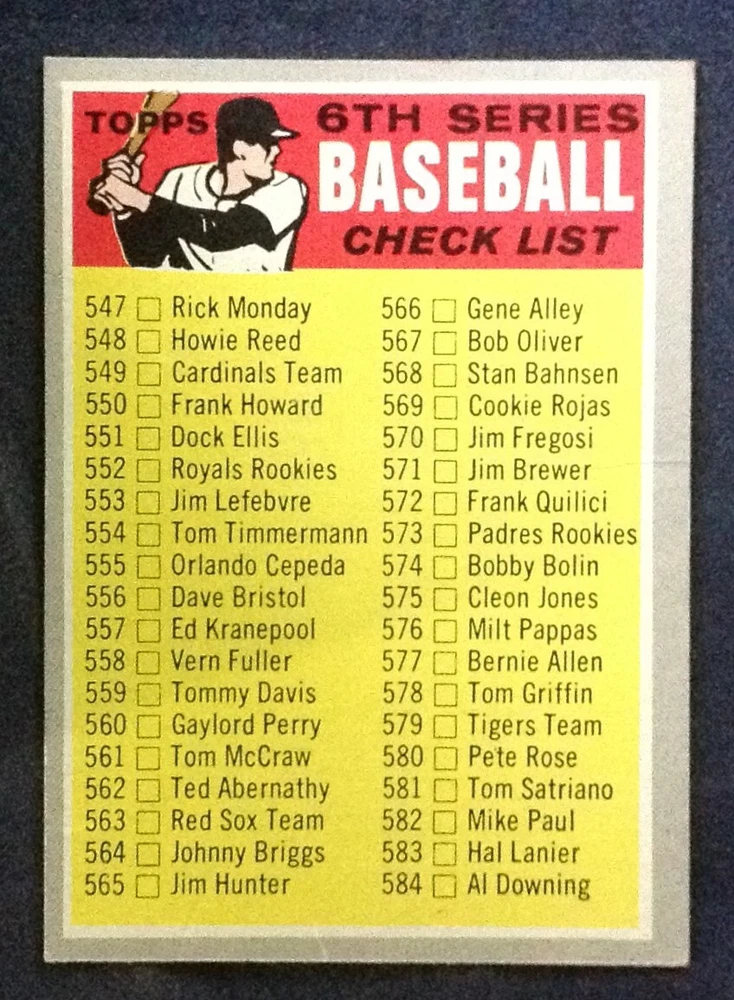 TOPPS
6TH SERIES
BASEBALL
CHECK LIST
547 Rick Monday
548 Howie Reed
549 Cardinals Team
550 Frank Howard
551 Dock Ellis
552 Royals Rookies
553 Jim Lefebvre
554 Tom Timmermann
555 Orlando Cepeda
556 Dave Bristol
557 Ed Kranepool
558 Vern Fuller
559 Tommy Davis
560 Gaylord Perry
561 Tom McCraw
562 Ted Abernathy
563 Red Sox Team
564 Johnny Briggs
565 Jim Hunter
566 Gene Alley
567 Bob Oliver
568 Stan Bahnsen
569 Cookie Rojas
570 Jim Fregosi
571 Jim Brewer
572 Frank Quilici
573 Padres Rookies
574 Bobby Bolin
575 Cleon Jones
576 Milt Pappas
577 Bernie Allen
578 Tom Griffin
579 Tigers Team
580 Pete Rose
581 Tom Satriano
582 Mike Paul
583 Hal Lanier
584 Al Downing